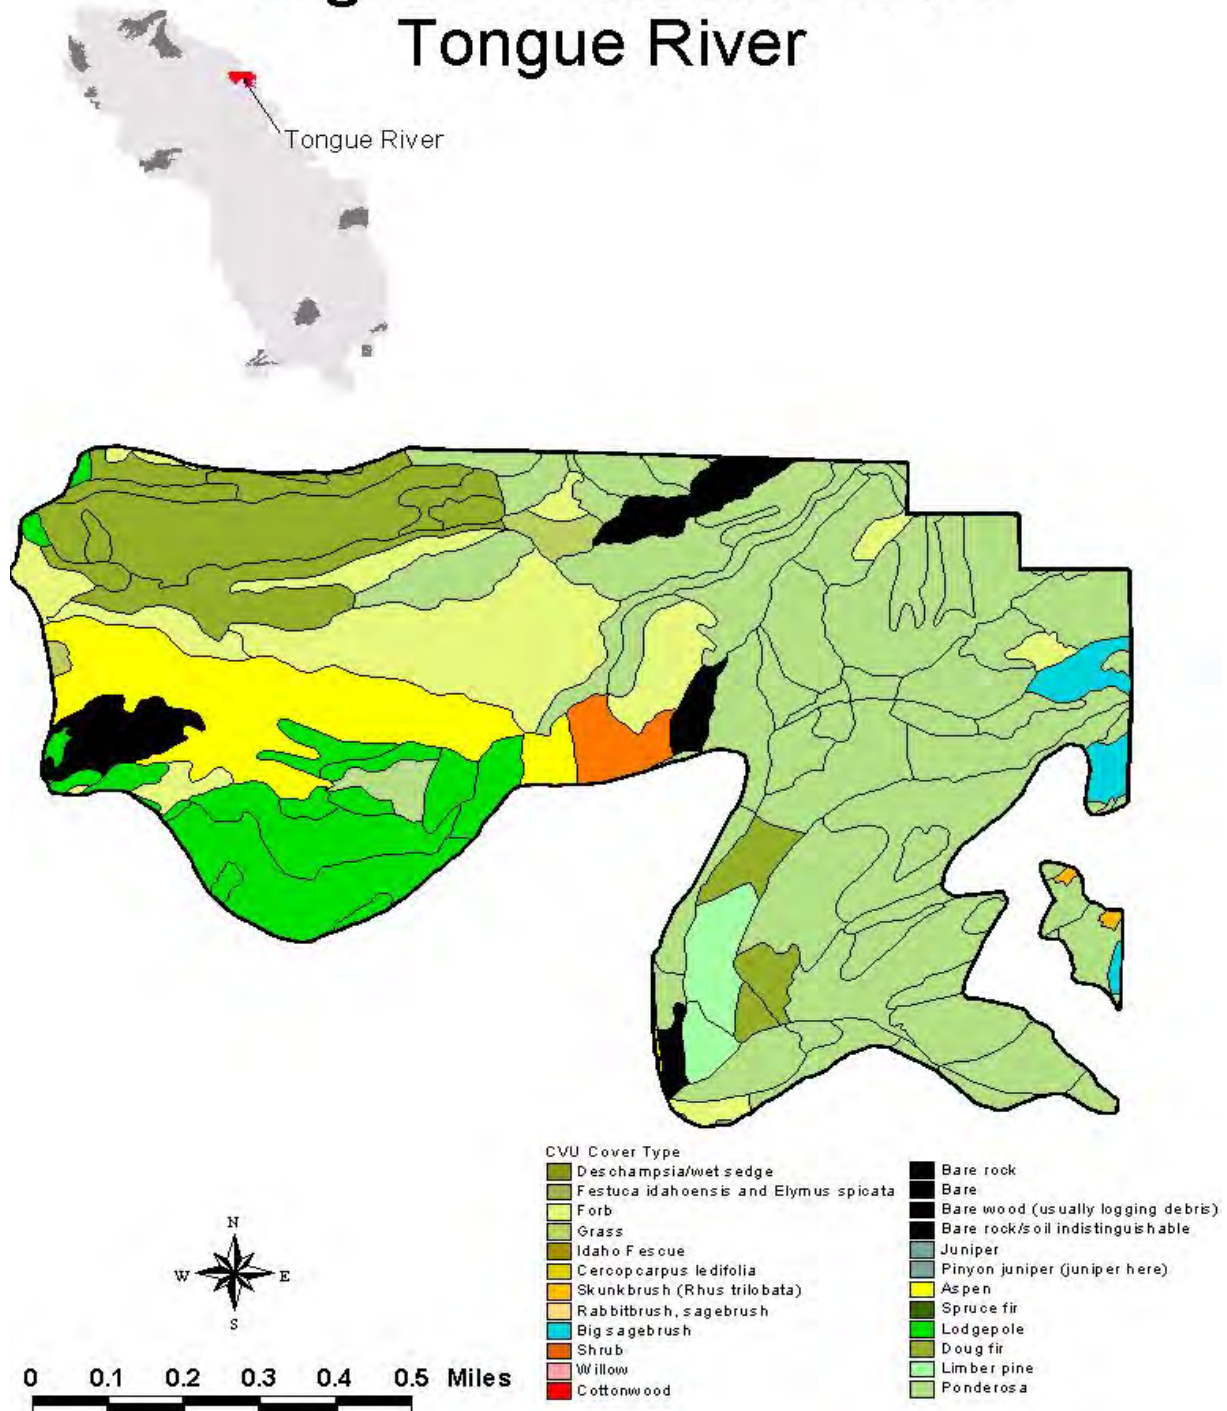 Tongue River
Tongue River
CVU Cover Type
Deschampsia/wet sedge
Festuca idahoensis and Elymus spicata
Forb
Grass
Idaho Fescue
Cercopcarpus ledifolia
Skunkbrush (Rhus trilobata)
Rabbitbrush, sagebrush
Big sagebrush
Shrub
Willow
Cottonwood
Bare rock
Bare
Bare wood (usually logging debris)
Bare rock/soil indistinguishable
Juniper
Pinyon juniper (juniper here)
Aspen
Spruce fir
Lodgepole
Doug fir
Limber pine
Ponderosa
N
W E
S
0 0.1 0.2 0.3 0.4 0.5 Miles